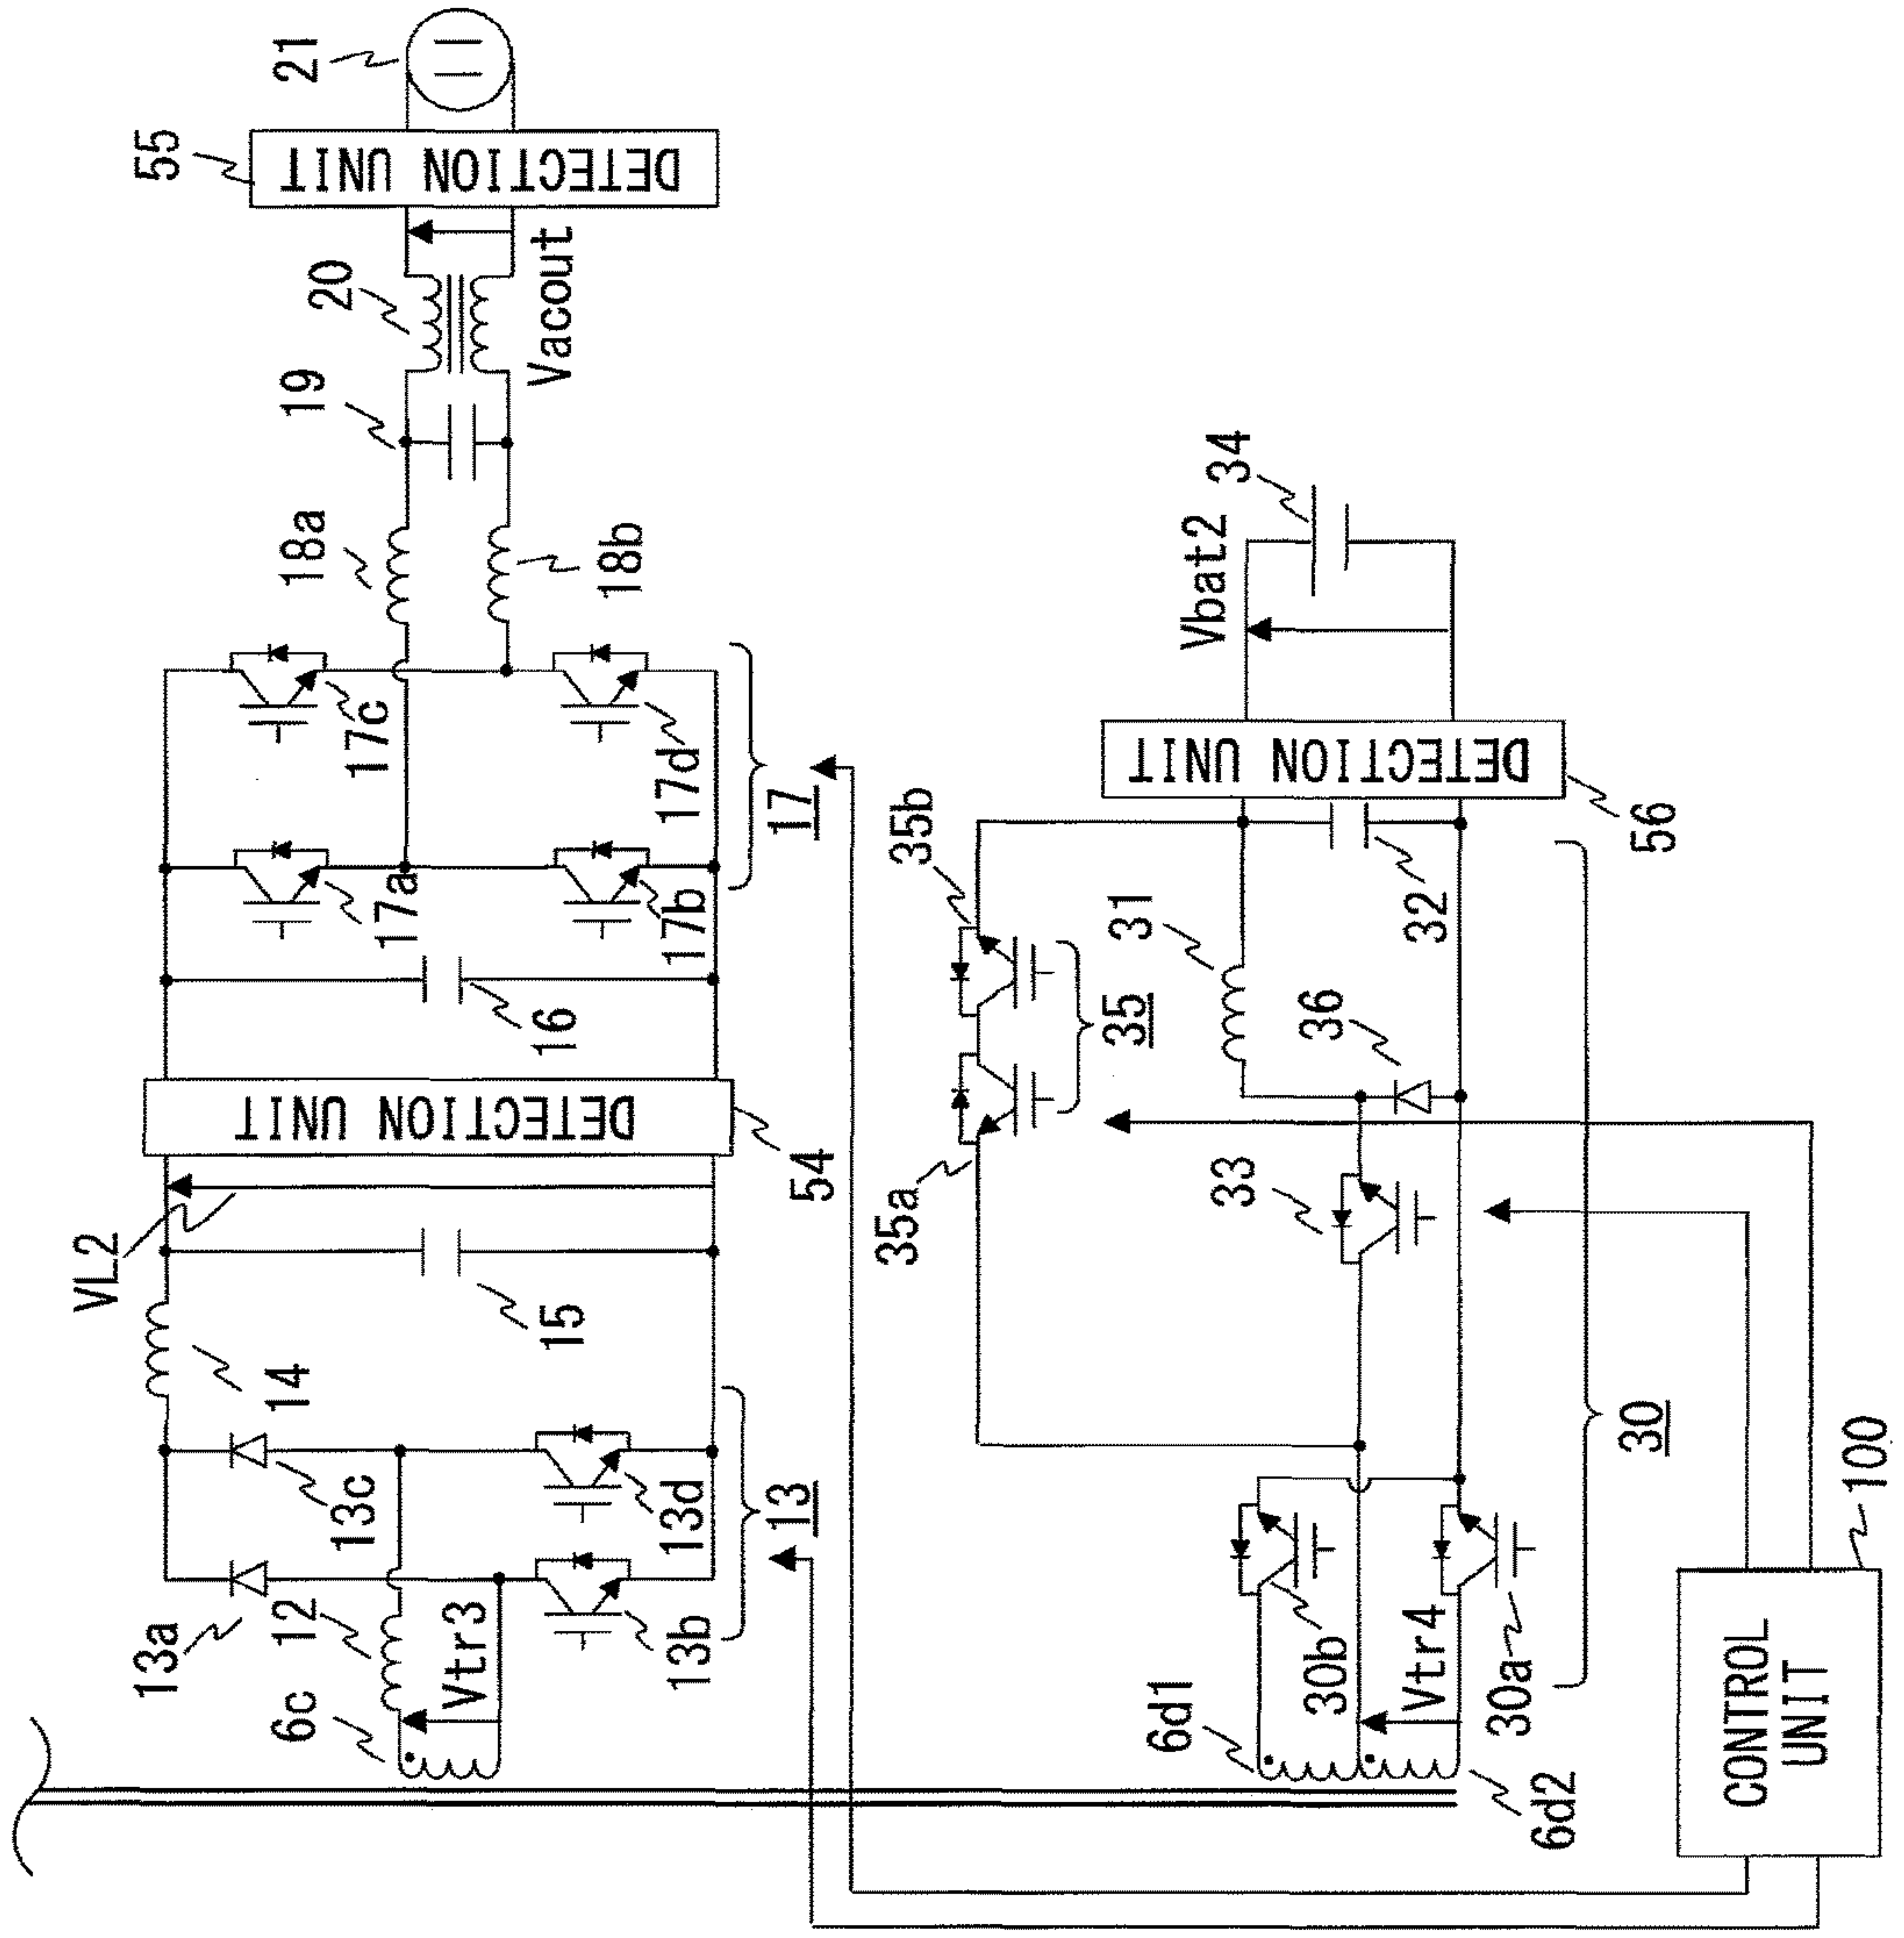 21
55
DETECTION UNIT
20
Vacout
19
18a
18b
17c
17d
17a
17b
17
16
DETECTION UNIT
54
VL2
15
14
13c
13d
13
13a
12
Vtr3
13b
6c
34
Vbat2
DETECTION UNIT
56
35b
35
35a
31
32
36
33
30
30b
Vtr4
30a
6d1
6d2
100
CONTROL
UNIT